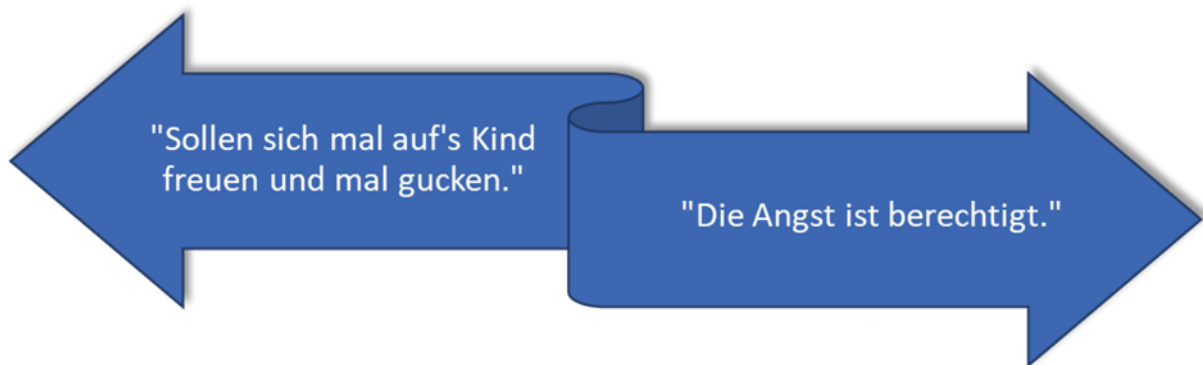 "Sollen sich mal auf's Kind
freuen und mal gucken."
"Die Angst ist berechtigt."